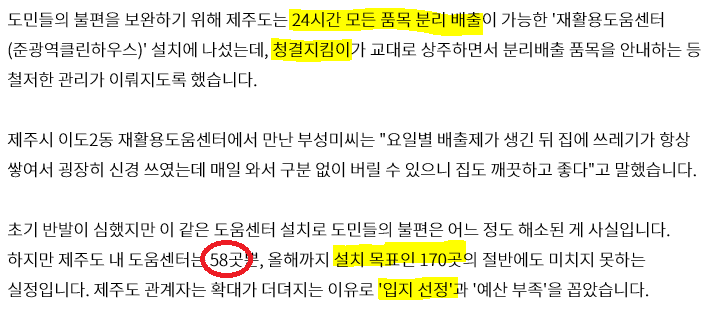 도민들의 불편을 보완하기 위해 제주도는 24시간 모든 품목 분리 배출이 가능한 '재활용도움센터
(준광역클린하우스)' 설치에 나섰는데, 청결지킴이가 교대로 상주하면서 분리배출 품목을 안내하는 등
철저한 관리가 이뤄지도록 했습니다.
제주시 이도2동 재활용도움센터에서 만난 부성미씨는 "요일별 배출제가 생긴 뒤 집에 쓰레기가 항상
쌓여서 굉장히 신경 쓰였는데 매일 와서 구분 없이 버릴 수 있으니 집도 깨끗하고 좋다"고 말했습니다.
초기 반발이 심했지만 이 같은 도움센터 설치로 도민들의 불편은 어느 정도 해소된 게 사실입니다.
하지만 제주도 내 도움센터는 58곳뿐, 올해까지 설치 목표인 170곳의 절반에도 미치지 못하는
실정입니다. 제주도 관계자는 확대가 더뎌지는 이유로 '입지 선정'과 '예산 부족'을 꼽았습니다.